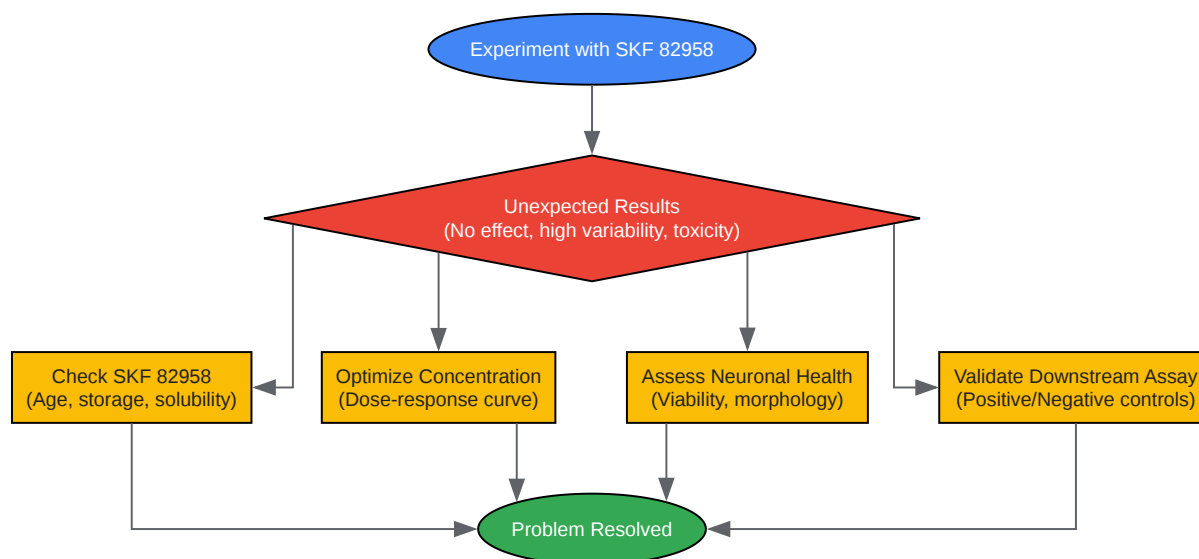 Experiment with SKF 82958
Unexpected Results
(No effect, high variability, toxicity)
Check SKF 82958
(Age, storage, solubility)
Optimize Concentration
(Dose-response curve)
Assess Neuronal Health
(Viability, morphology)
Validate Downstream Assay
(Positive/Negative controls)
Problem Resolved